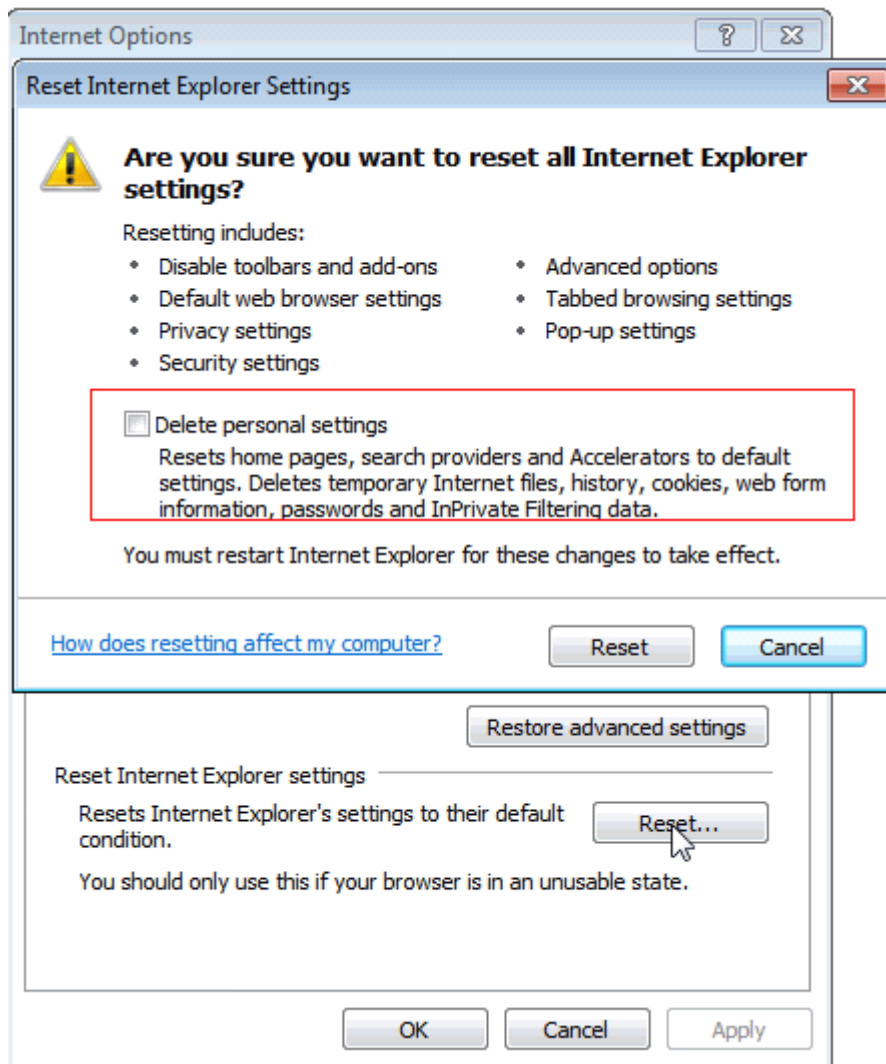 Internet Options
Reset Internet Explorer Settings
Are you sure you want to reset all Internet Explorer
settings?
Resetting includes:
• Disable toolbars and add-ons
• Default web browser settings
• Privacy settings
• Security settings
• Advanced options
• Tabbed browsing settings
• Pop-up settings
Delete personal settings
Resets home pages, search providers and Accelerators to default
settings. Deletes temporary Internet files, history, cookies, web form
information, passwords and InPrivate Filtering data.
You must restart Internet Explorer for these changes to take effect.
How does resetting affect my computer?
Reset
Cancel
Restore advanced settings
Reset Internet Explorer settings
Resets Internet Explorer's settings to their default
condition.
Reset...
You should only use this if your browser is in an unusable state.
OK
Cancel
Apply